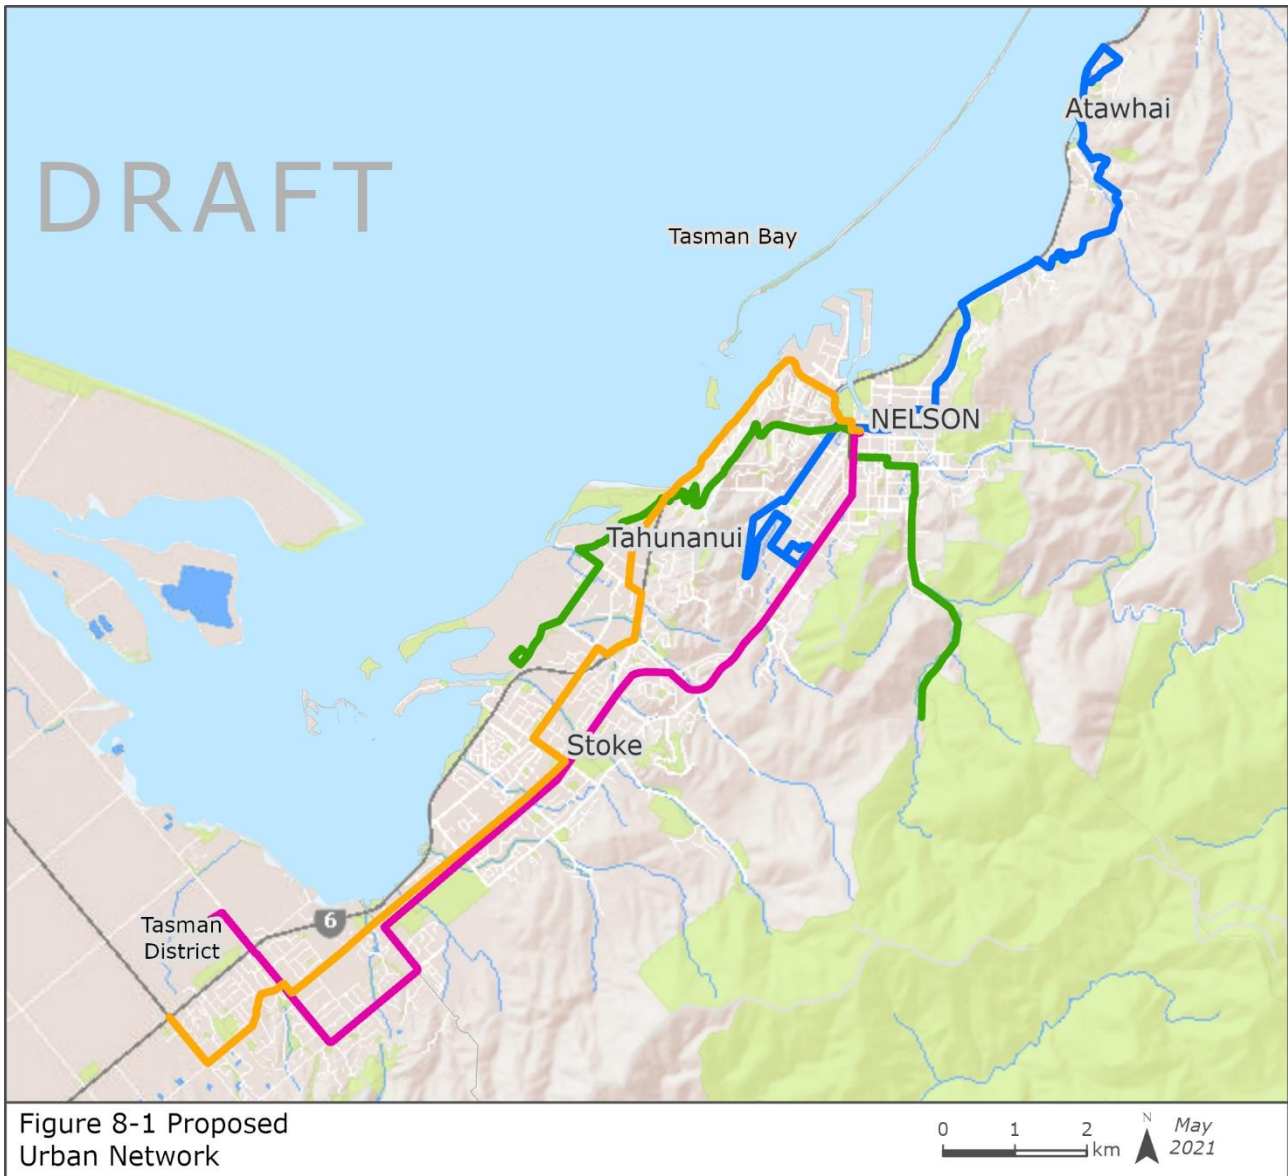 Atawhai
DRAFT
Tasman Bay
NELSON
Tahunanui
Stoke
6
Tasman
District
Figure 8-1 Proposed
Urban Network
0 1 2
km
N
May
2021